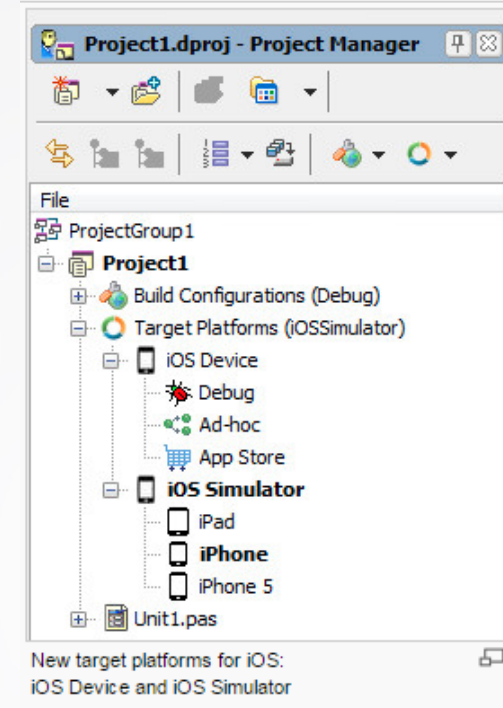 Project1.dproj - Project Manager
File
ProjectGroup1
Project1
Build Configurations (Debug)
Target Platforms (iOSSimulator)
iOS Device
Debug
Ad-hoc
App Store
iOS Simulator
iPad
iPhone
iPhone 5
Unit1.pas
New target platforms for iOS:
iOS Device and iOS Simulator